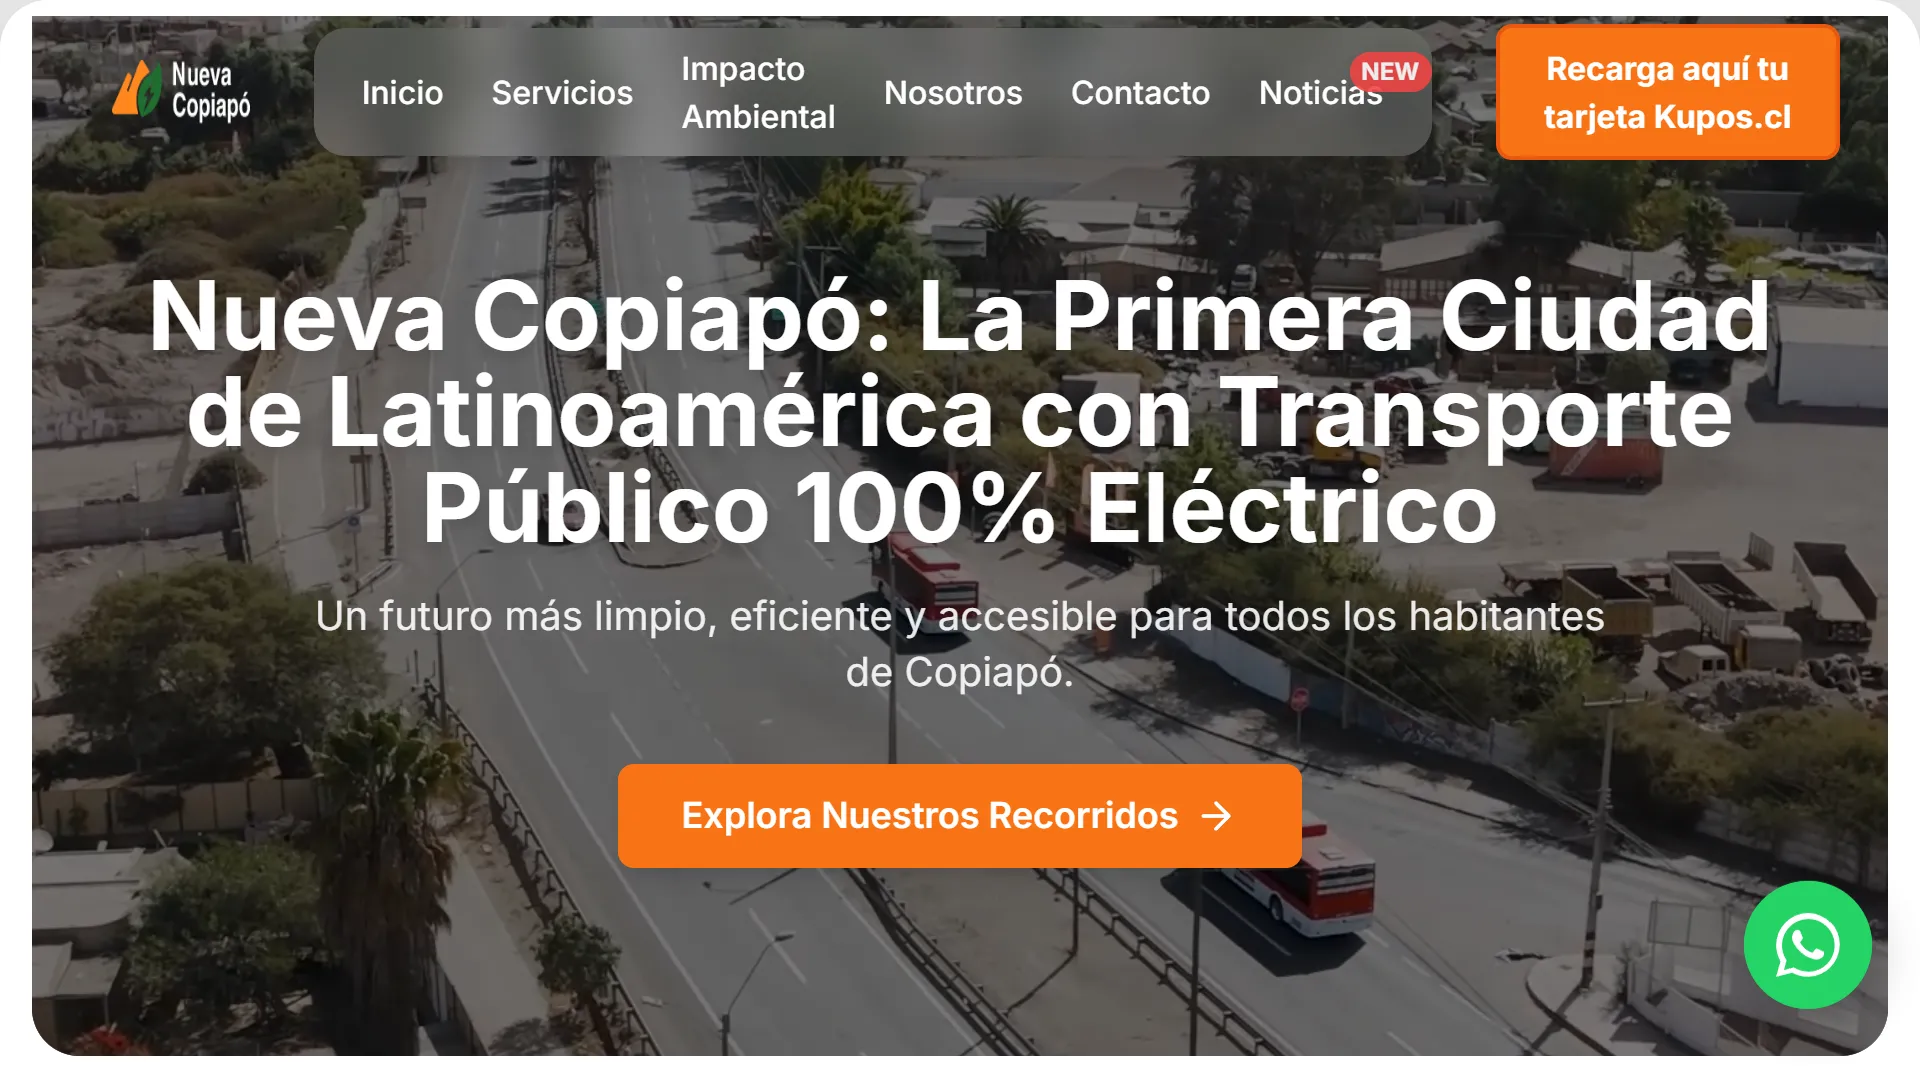 Nueva
Copiapó
Inicio
Servicios
Impacto
Ambiental
Nosotros
Contacto
Noticias
NEW
Recarga aquí tu
tarjeta Kupos.cl
Nueva Copiapó: La Primera Ciudad
de Latinoamérica con Transporte
Público 100% Eléctrico
Un futuro más limpio, eficiente y accesible para todos los habitantes
de Copiapó.
Explora Nuestros Recorridos